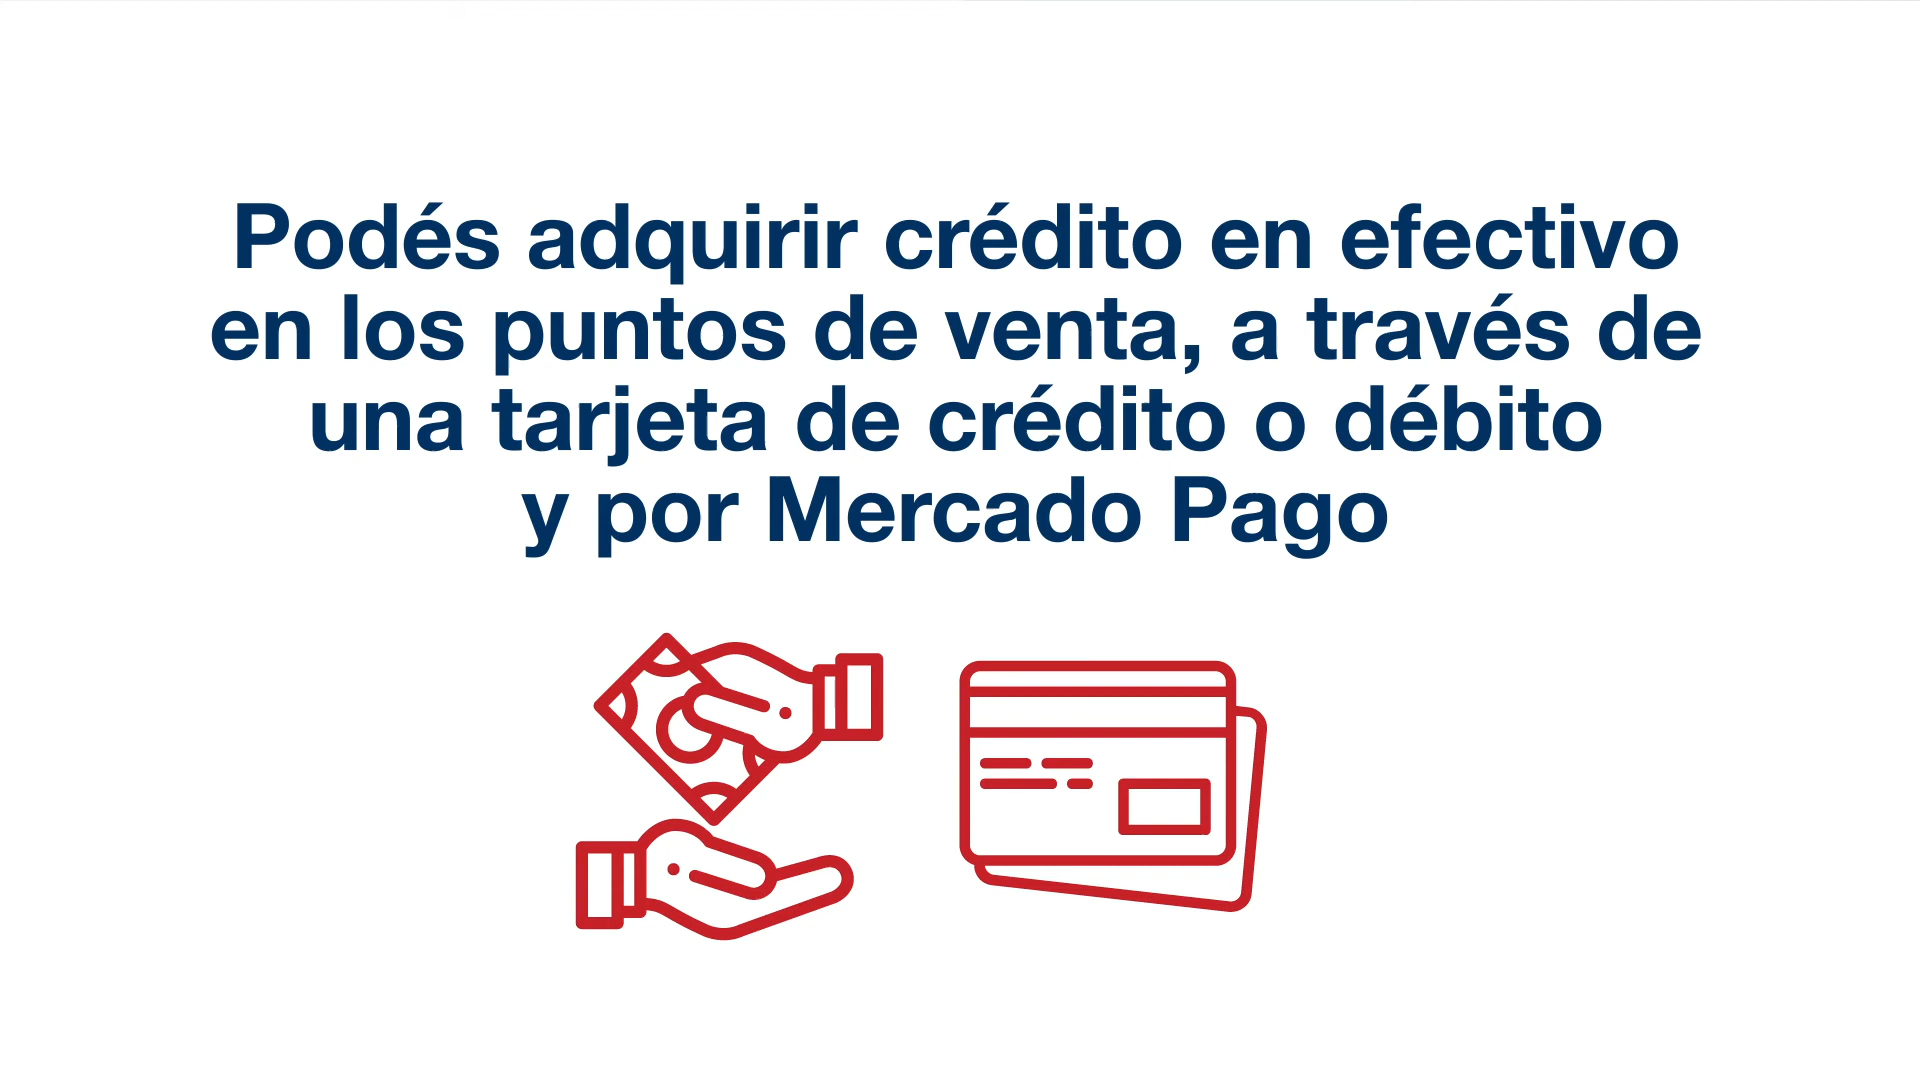 Podés adquirir crédito en efectivo
en los puntos de venta, a través de
una tarjeta de crédito o débito
y por Mercado Pago